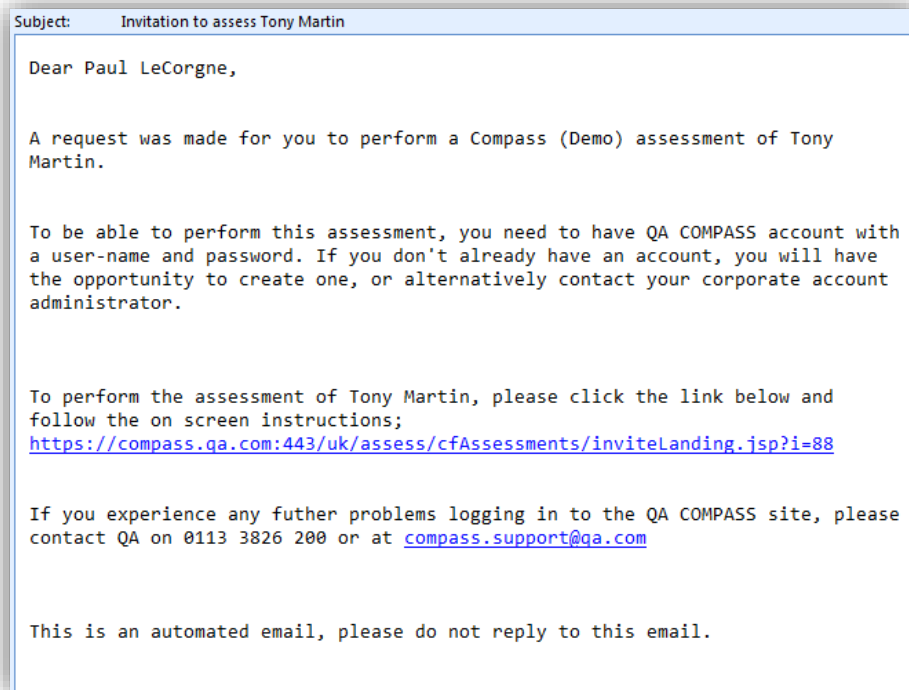 Subject: Invitation to assess Tony Martin
Dear Paul LeCorgne,
A request was made for you to perform a Compass (Demo) assessment of Tony
Martin.
To be able to perform this assessment, you need to have QA COMPASS account with
a user-name and password. If you don't already have an account, you will have
the opportunity to create one, or alternatively contact your corporate account
administrator.
To perform the assessment of Tony Martin, please click the link below and
follow the on screen instructions;
https://compass.qa.com:443/uk/assess/cfAssessments/inviteLanding.jsp?i=88
If you experience any futher problems logging in to the QA COMPASS site, please
contact QA on 0113 3826 200 or at compass.support@qa.com
This is an automated email, please do not reply to this email.